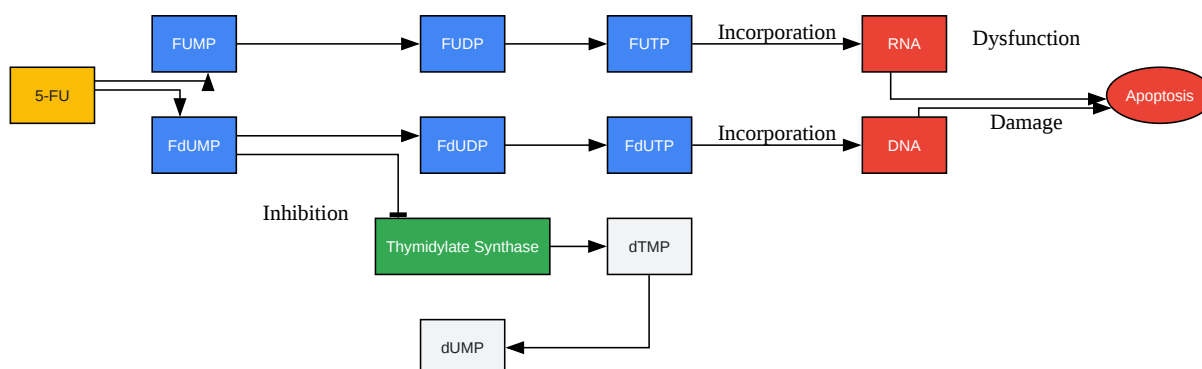 FUMP
FUDP
FUTP
Incorporation
RNA
Dysfunction
5-FU
Apoptosis
FdUMP
FdUDP
FdUTP
Incorporation
DNA
Damage
Inhibition
Thymidylate Synthase
dTMP
dUMP